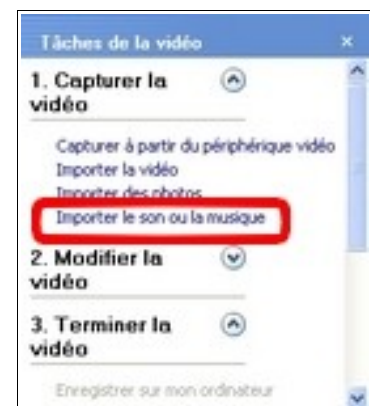 Tâches de la vidéo
1. Capturer la
vidéo
Capturer à partir du périphérique vidéo
Importer la vidéo
Importer des photos
Importer le son ou la musique
2. Modifier la
vidéo
3. Terminer la
vidéo
Enregistrer sur mon ordinateur